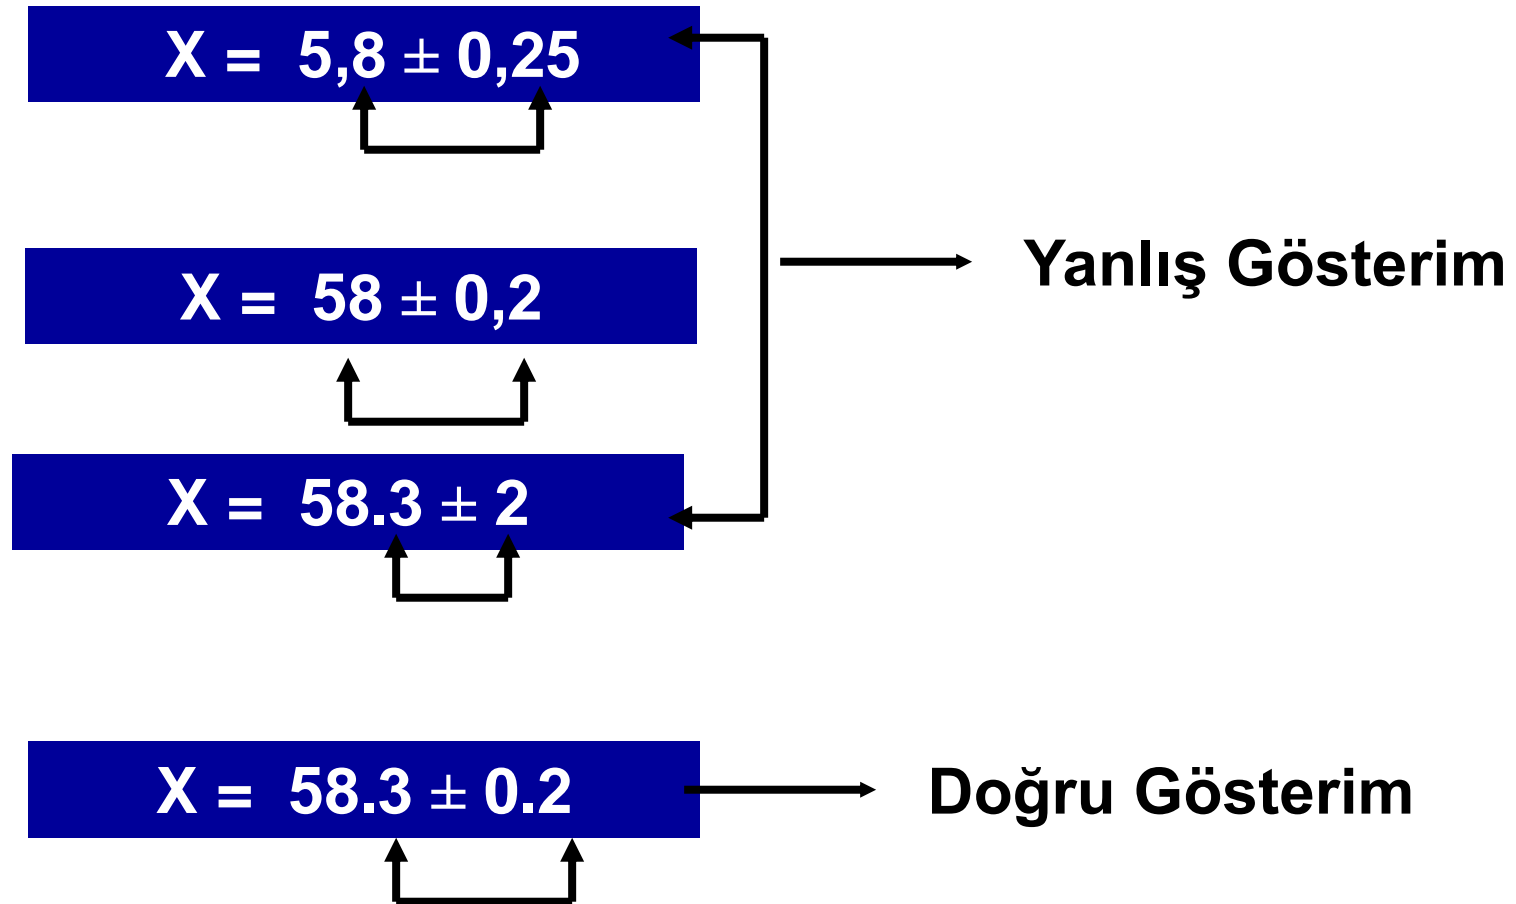 X = 5,8 ± 0,25
X = 58 ± 0,2
Yanlış Gösterim
X = 58.3 ± 2
X = 58.3 ± 0.2
Doğru Gösterim